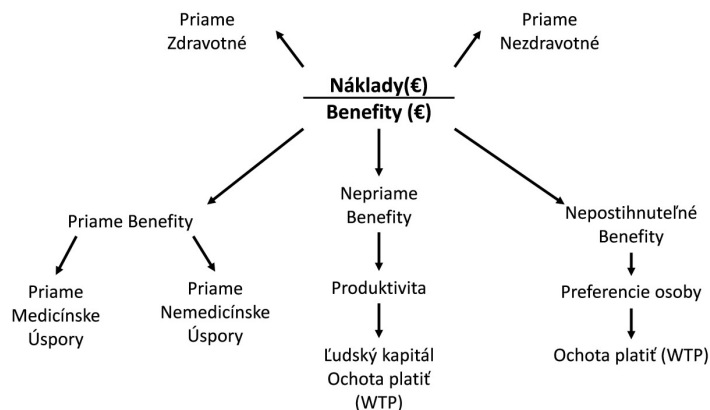 Priame
Zdravotné
Priame
Nezdravotné
Náklady(€)
Benefity (€)
Priame Benefity
Nepriame
Benefity
Nepostihnuteľné
Benefity
Priame
Medicínske
Úspory
Priame
Nemedicínske
Úspory
Produktivita
Preferencie osoby
Ľudský kapitál
Ochota platiť
(WTP)
Ochota platiť (WTP)